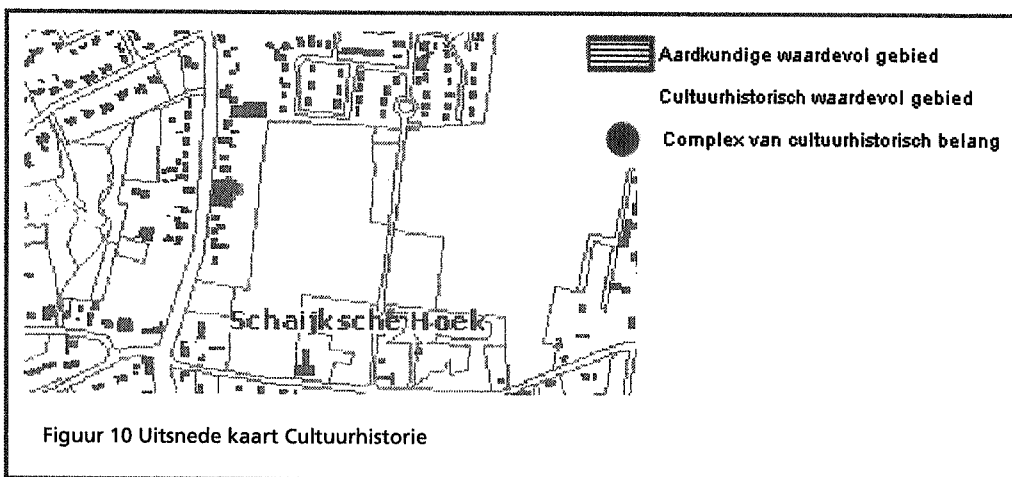 Aardkundige waardevol gebied
Cultuurhistorisch waardevol gebied
Complex van cultuurhistorisch belang
Schaijksche Hoek
Figuur 10 Uitsnede kaart Cultuurhistorie